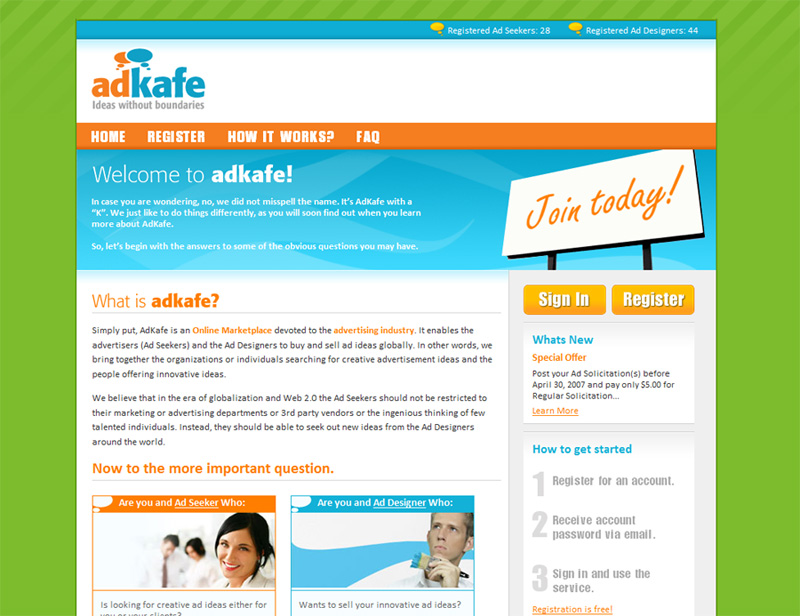 Registered Ad Seekers: 28 Registered Ad Designers: 44
adkafe
Ideas without boundaries
HOME REGISTER HOW IT WORKS? FAQ
Welcome to adkafe!
In case you are wondering, no, we did not misspell the name. It's AdKafe with a
“K”. We just like to do things differently, as you will soon find out when you learn
more about AdKafe.
So, let's begin with the answers to some of the obvious questions you may have.
Join today!
What is adkafe?
Simply put, AdKafe is an Online Marketplace devoted to the advertising industry. It enables the
advertisers (Ad Seekers) and the Ad Designers to buy and sell ad ideas globally. In other words, we
bring together the organizations or individuals searching for creative advertisement ideas and the
people offering innovative ideas.
We believe that in the era of globalization and Web 2.0 the Ad Seekers should not be restricted to
their marketing or advertising departments or 3rd party vendors or the ingenious thinking of few
talented individuals. Instead, they should be able to seek out new ideas from the Ad Designers
around the world.
Now to the more important question.
Are you and Ad Seeker Who:
Is looking for creative ad ideas either for
you or your clients?
Are you and Ad Designer Who:
Wants to sell your innovative ad ideas?
Sign In Register
Whats New
Special Offer
Post your Ad Solicitation(s) before
April 30, 2007 and pay only $5.00 for
Regular Solicitation...
Learn More
How to get started
1 Register for an account.
2 Receive account
password via email.
3 Sign in and use the
service.
Registration is free!